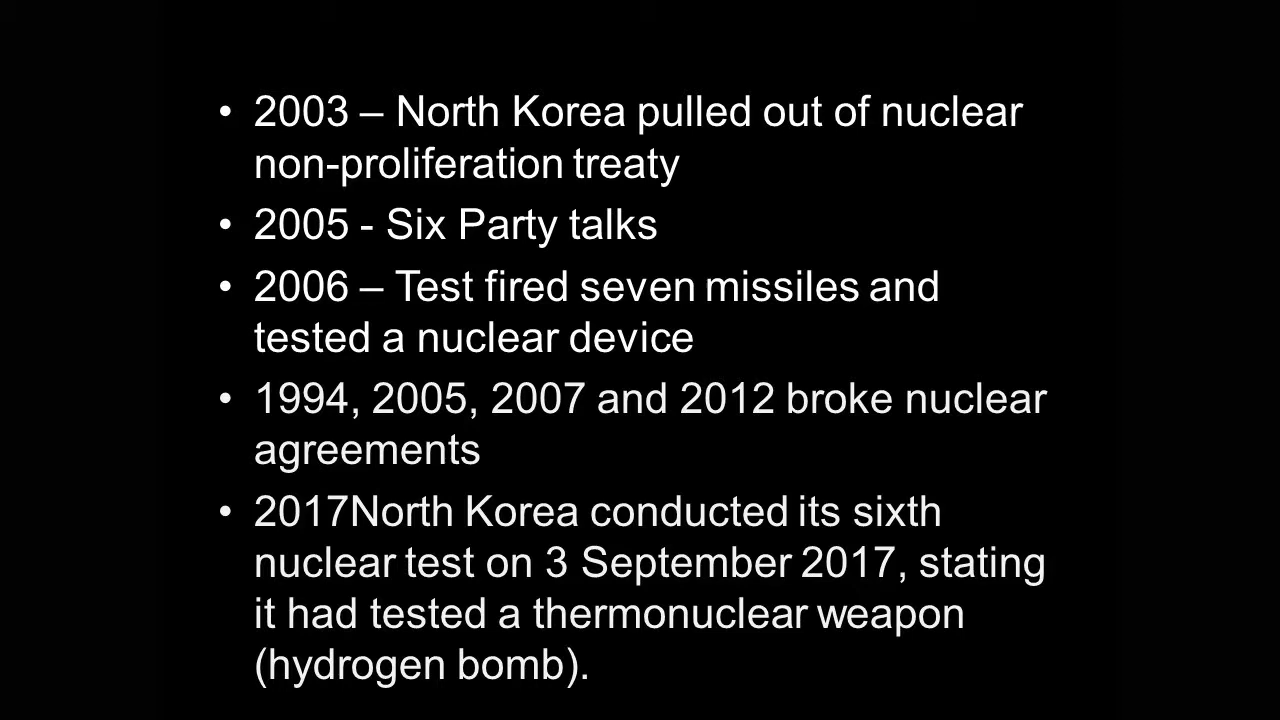 • 2003 – North Korea pulled out of nuclear
non-proliferation treaty
• 2005 - Six Party talks
• 2006 – Test fired seven missiles and
tested a nuclear device
• 1994, 2005, 2007 and 2012 broke nuclear
agreements
• 2017North Korea conducted its sixth
nuclear test on 3 September 2017, stating
it had tested a thermonuclear weapon
(hydrogen bomb).